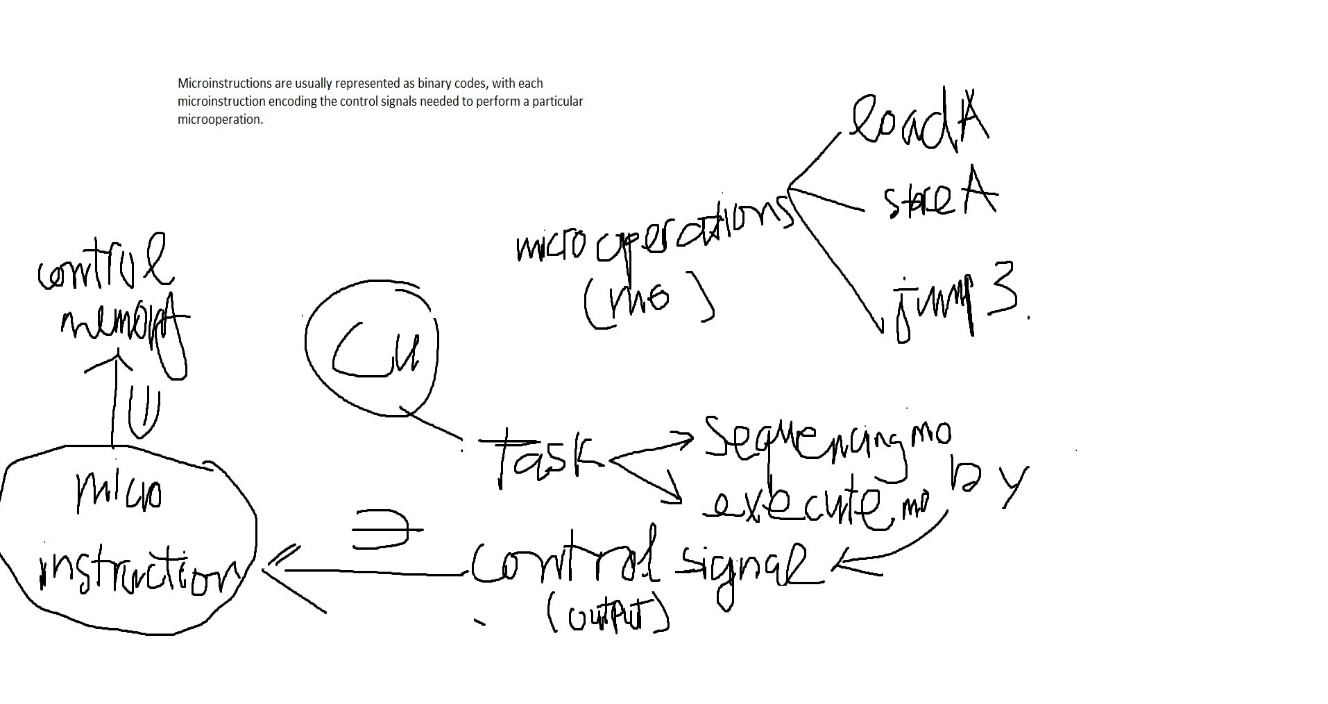 Microinstructions are usually represented as binary codes, with each
microinstruction encoding the control signals needed to perform a particular
microoperation.
load A
store A
micro operations
(mo)
jump 3.
control
memory
Cu
Task
sequencing mo
execute mo
by
micro
instruction
∋
control signal
(output)